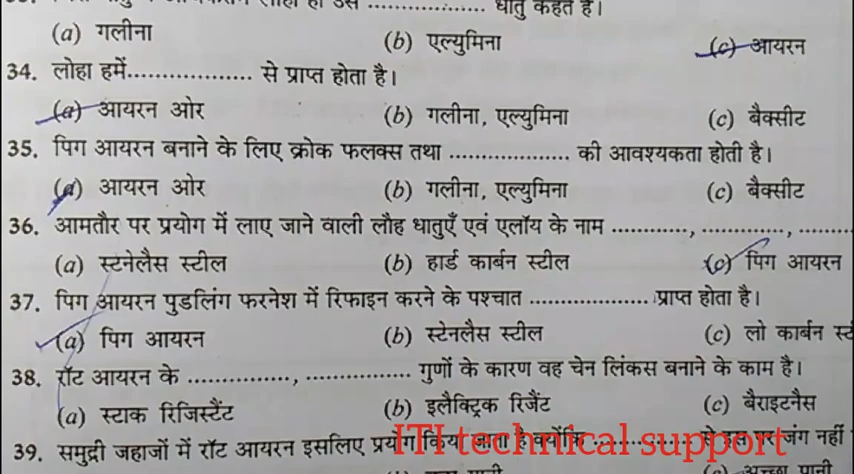 धातु कहते हैं।
(a) गलीना (b) एल्युमिना (c) आयरन
34. लोहा हमें.................. से प्राप्त होता है।
(a) आयरन ओर (b) गलीना, एल्युमिना (c) बैक्सीट
35. पिग आयरन बनाने के लिए क्रोक फलक्स तथा .................. की आवश्यकता होती है।
(a) आयरन ओर (b) गलीना, एल्युमिना (c) बैक्सीट
36. आमतौर पर प्रयोग में लाए जाने वाली लौह धातुएँ एवं एलॉय के नाम ............, ............., ........
(a) स्टनेलैस स्टील (b) हार्ड कार्बन स्टील (c) पिग आयरन
37. पिग आयरन पुडलिंग फरनेश में रिफाइन करने के पश्चात .................. प्राप्त होता है।
(a) पिग आयरन (b) स्टेनलैस स्टील (c) लो कार्बन
38. रॉट आयरन के ..............., ............... गुणों के कारण वह चेन लिंकस बनाने के काम है।
(a) स्टाक रिजिस्टैंट (b) इलैक्ट्रिक रिजैंट (c) बैराइटनैस
39. समुद्री जहाजों में रॉट आयरन इसलिए प्रयोग किया जाता है क्योंकि ............... से इस पर जंग नहीं
ITI technical support